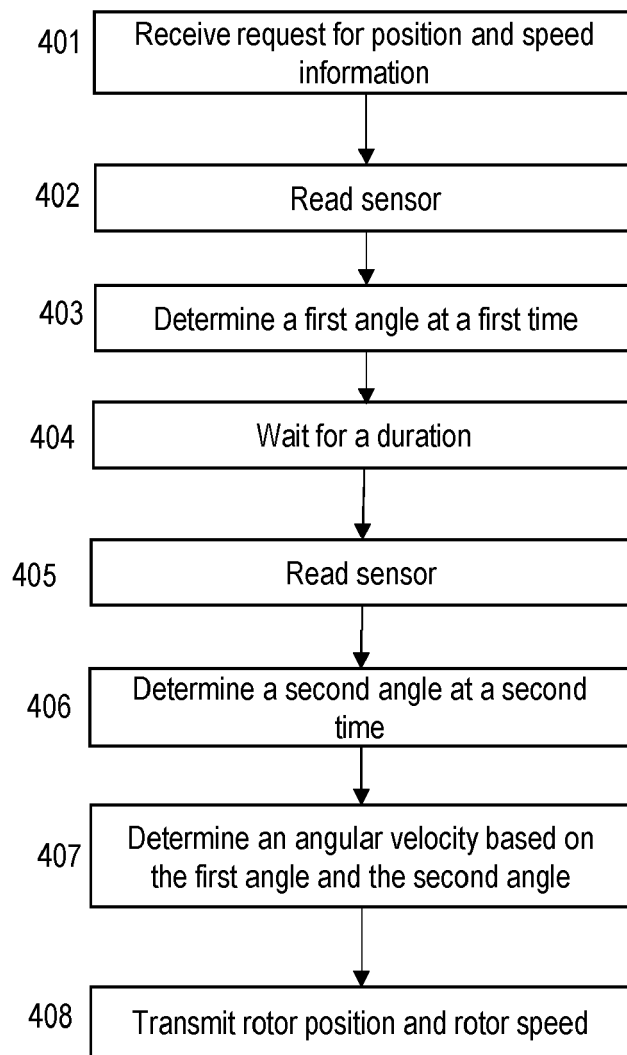 401
Receive request for position and speed
information
402
Read sensor
403
Determine a first angle at a first time
404
Wait for a duration
405
Read sensor
406
Determine a second angle at a second
time
407
Determine an angular velocity based on
the first angle and the second angle
408
Transmit rotor position and rotor speed